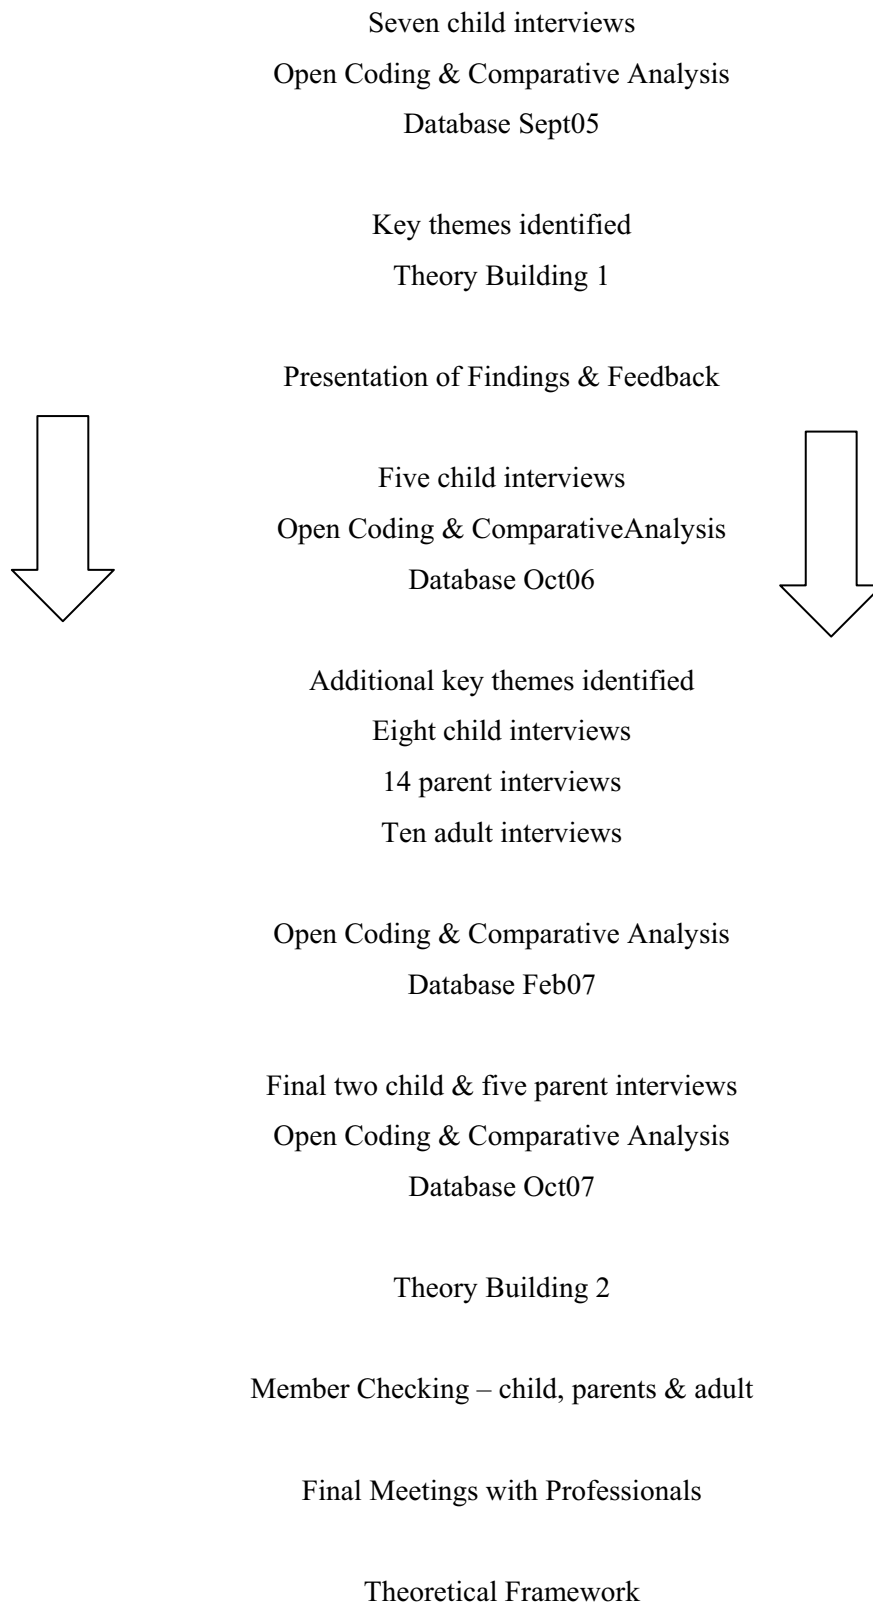 Seven child interviews
Open Coding & Comparative Analysis
Database Sept05
Key themes identified
Theory Building 1
Presentation of Findings & Feedback
Five child interviews
Open Coding & ComparativeAnalysis
Database Oct06
Additional key themes identified
Eight child interviews
14 parent interviews
Ten adult interviews
Open Coding & Comparative Analysis
Database Feb07
Final two child & five parent interviews
Open Coding & Comparative Analysis
Database Oct07
Theory Building 2
Member Checking – child, parents & adult
Final Meetings with Professionals
Theoretical Framework